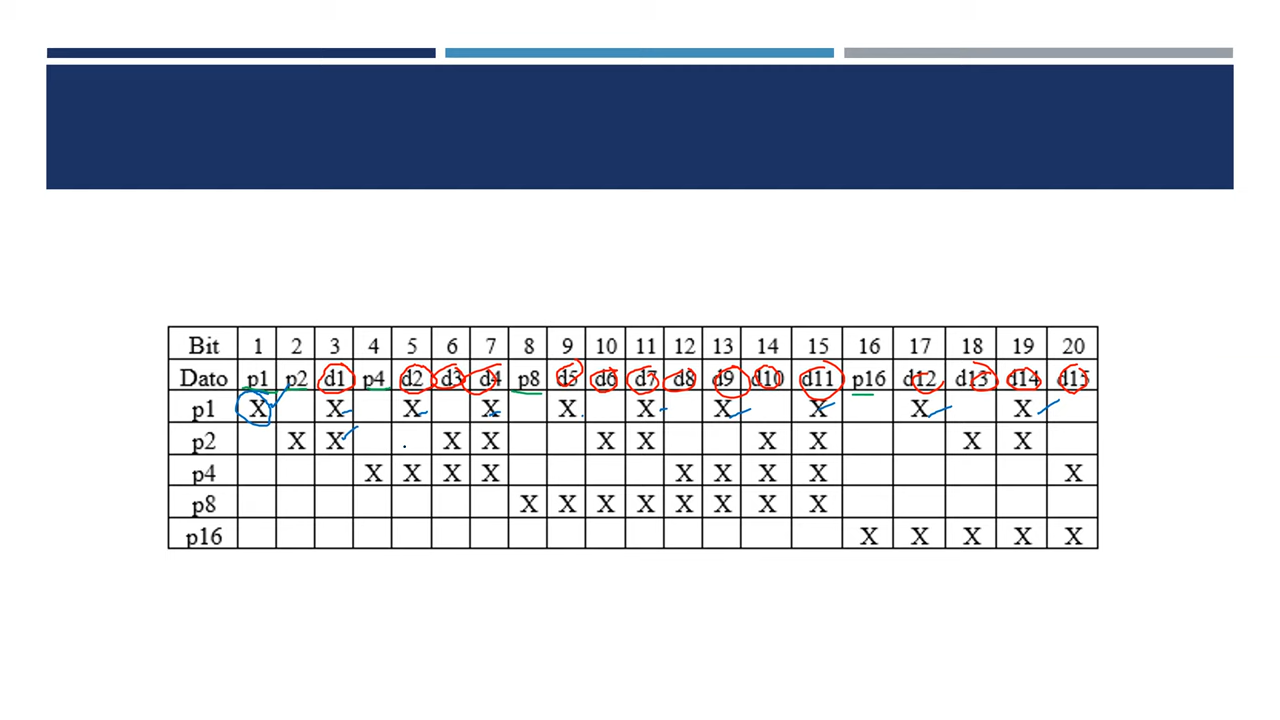 Bit 1 2 3 4 5 6 7 8 9 10 11 12 13 14 15 16 17 18 19 20
Dato p1 p2 d1 p4 d2 d3 d4 p8 d5 d6 d7 d8 d9 d10 d11 p16 d12 d13 d14 d15
p1 X X X X X X X X X X
p2 X X X X X X X X X X
p4 X X X X X X X X X
p8 X X X X X X X X
p16 X X X X X